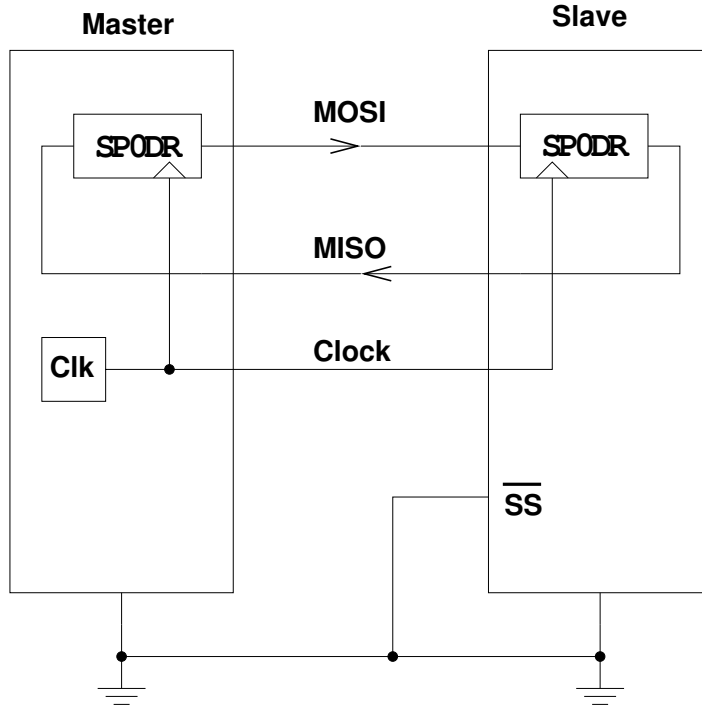 Master
Slave
MOSI
SP0DR
SP0DR
MISO
Clock
Clk
SS